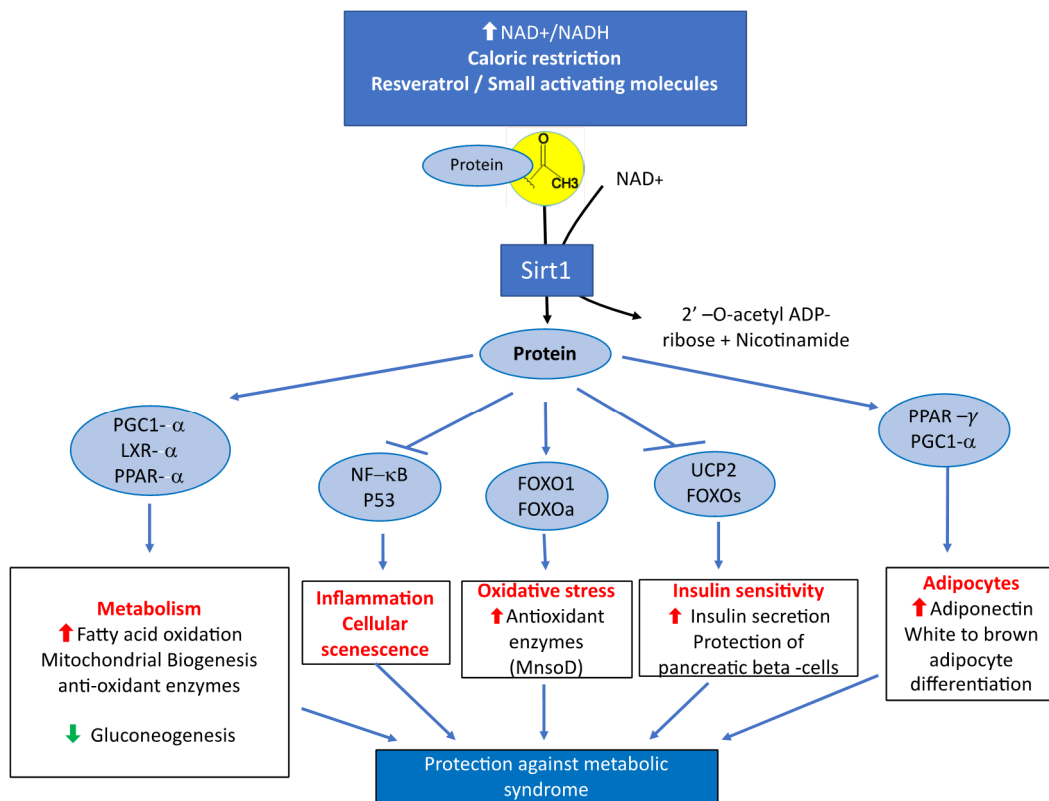 ⬆ NAD+/NADH
Caloric restriction
Resveratrol / Small activating molecules
O
Protein
CH3
NAD+
Sirt1
2’ –O-acetyl ADP-
ribose + Nicotinamide
Protein
PGC1- α
LXR- α
PPAR- α
NF–κB
P53
FOXO1
FOXOa
UCP2
FOXOs
PPAR –γ
PGC1-α
Metabolism
⬆ Fatty acid oxidation
Mitochondrial Biogenesis
anti-oxidant enzymes
⬇ Gluconeogenesis
Inflammation
Cellular
scenescence
Oxidative stress
⬆ Antioxidant
enzymes
(MnsoD)
Insulin sensitivity
⬆ Insulin secretion
Protection of
pancreatic beta -cells
Adipocytes
⬆ Adiponectin
White to brown
adipocyte
differentiation
Protection against metabolic
syndrome